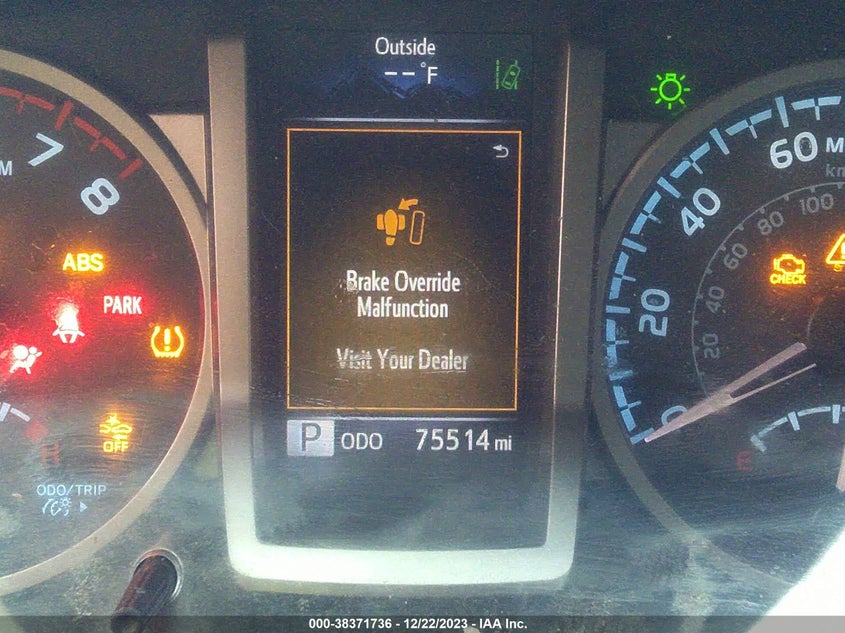 Outside
--°F
7
8
60
40
20
0
100
80
60
40
20
ABS
PARK
CHECK
Brake Override
Malfunction
Visit Your Dealer
OFF
E
P ODO 75514 mi
ODO/TRIP
000-38371736 - 12/22/2023 - IAA Inc.